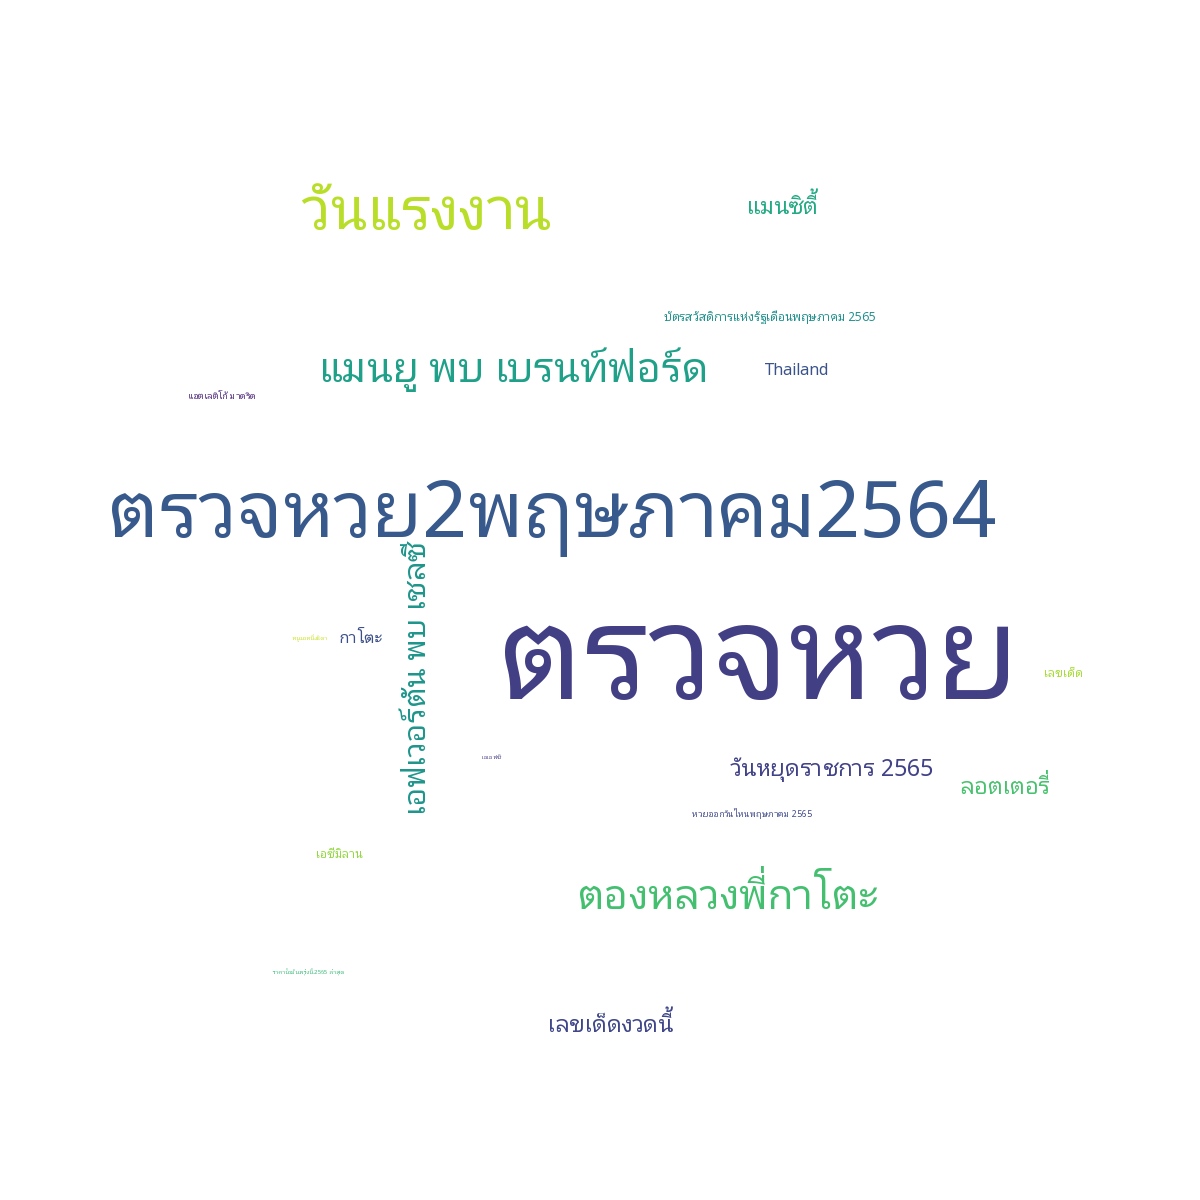 วันแรงงาน
แมนซิตี้
บัตรสวัสดิการแห่งรัฐเดือนพฤษภาคม 2565
แมนยู พบ เบรนท์ฟอร์ด
Thailand
แอตเลติโก้ มาดริด
ตรวจหวย2พฤษภาคม2564
เอฟเวอร์ตัน พบ เชลซี
กาโตะ
ตรวจหวย
เลขเด็ด
วันหยุดราชการ 2565
ลอตเตอรี่
หวยออกวันไหนพฤษภาคม 2565
เอซีมิลาน
ตองหลวงพี่กาโตะ
เลขเด็ดงวดนี้